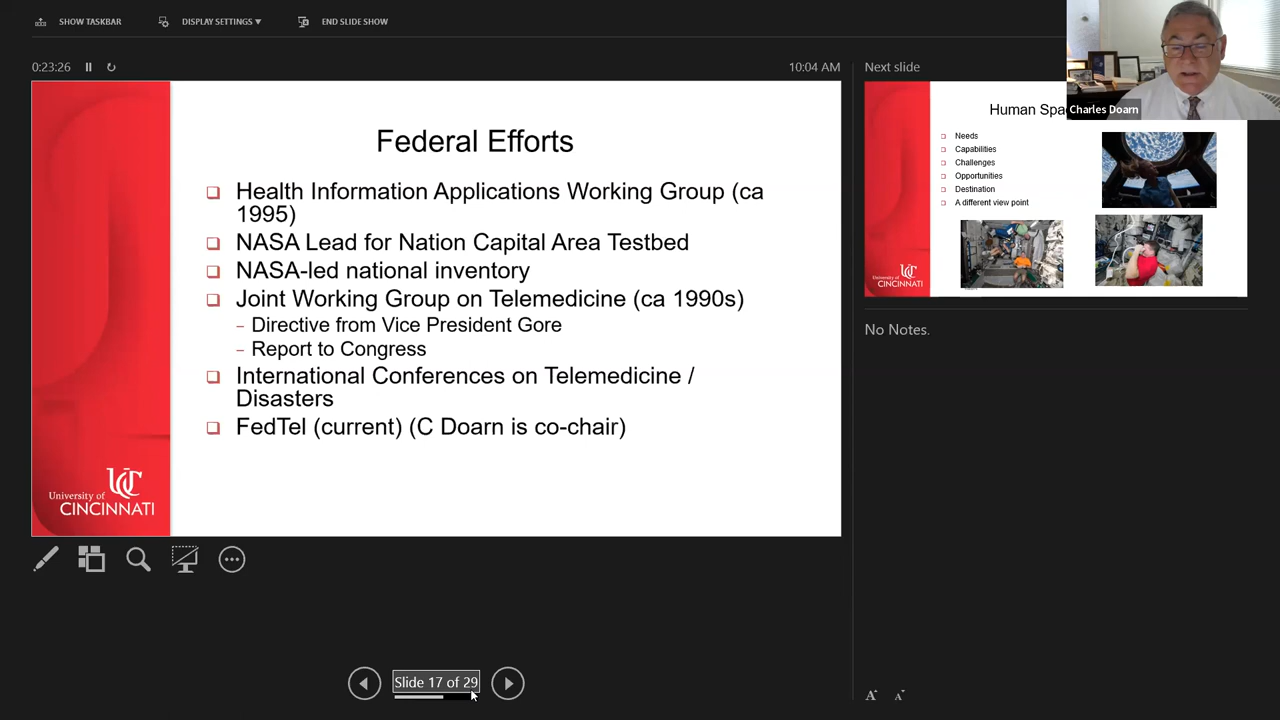 SHOW TASKBAR
DISPLAY SETTINGS ▼
END SLIDE SHOW
0:23:26
10:04 AM
Federal Efforts
Health Information Applications Working Group (ca
1995)
NASA Lead for Nation Capital Area Testbed
NASA-led national inventory
Joint Working Group on Telemedicine (ca 1990s)
– Directive from Vice President Gore
– Report to Congress
International Conferences on Telemedicine /
Disasters
FedTel (current) (C Doarn is co-chair)
University of
CINCINNATI
Slide 17 of 29
Next slide
Charles Doarn
Human Spa
Needs
Capabilities
Challenges
Opportunities
Destination
A different view point
University of
CINCINNATI
No Notes.
A A